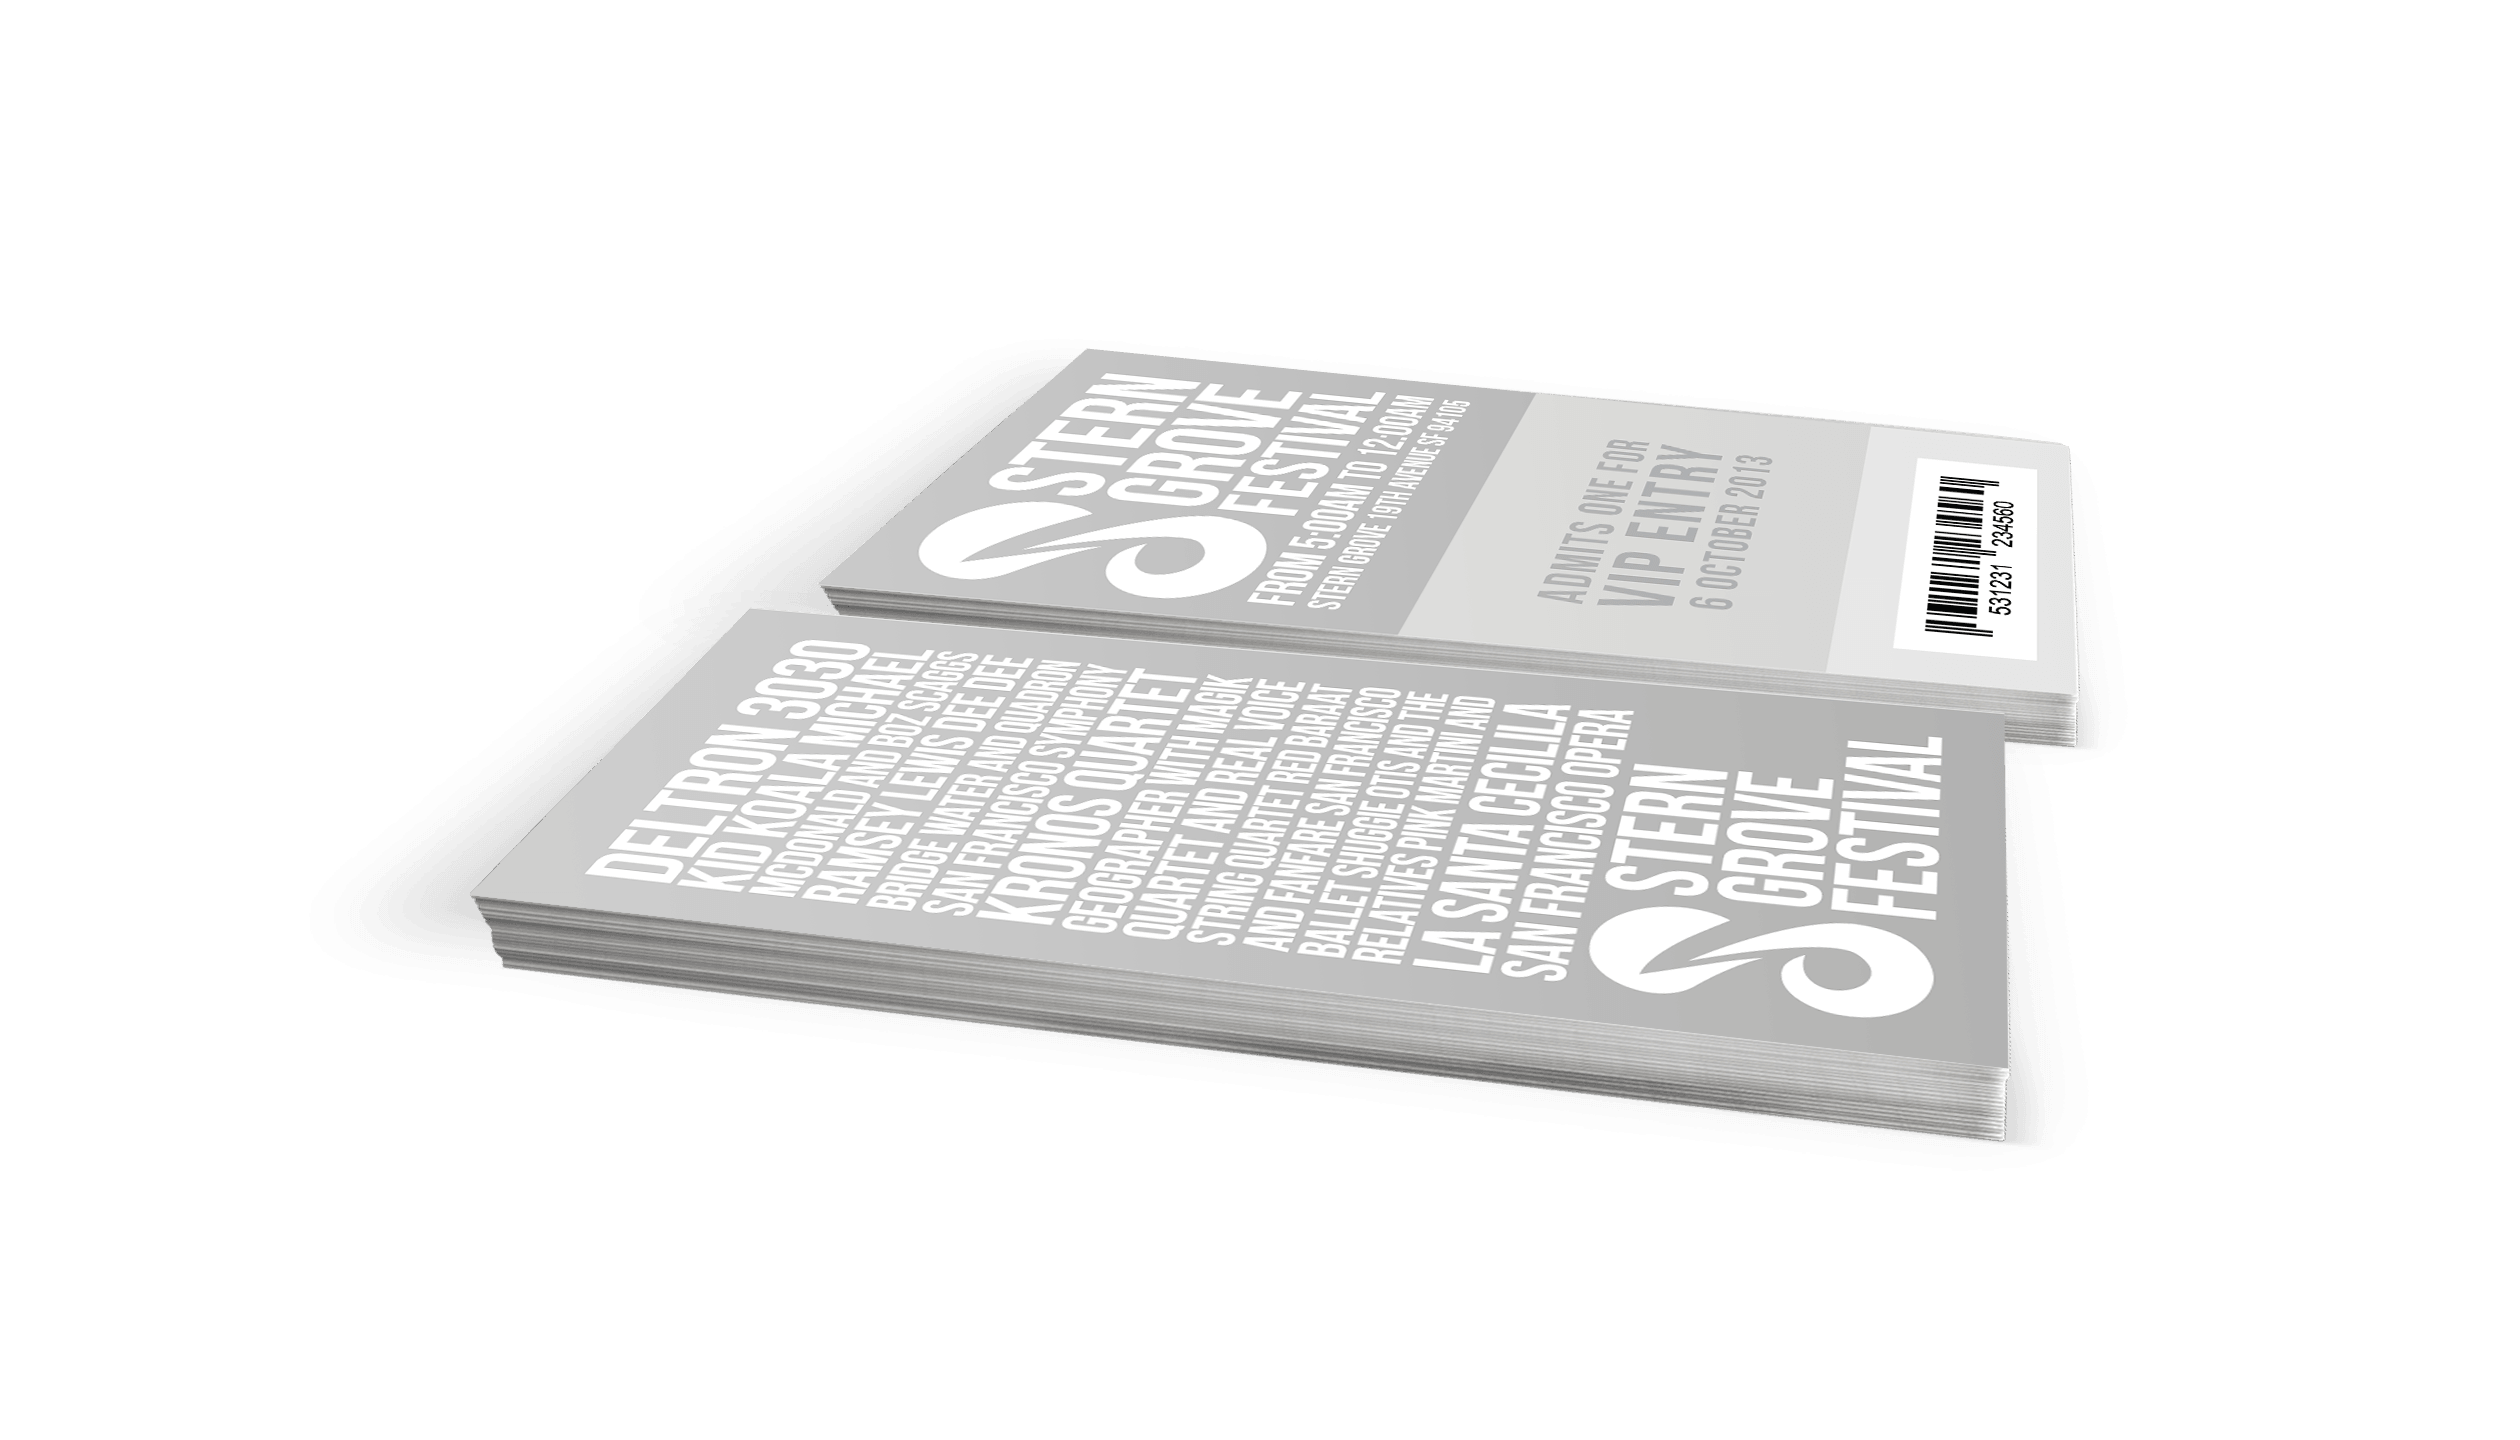 STERN
GROVE
FESTIVAL
FROM 5:00AM TO 12:00AM
STERN GROVE 19TH AVENUE SF 94105
ADMITS ONE FOR
VIP ENTRY
6 OCTOBER 2013
531231 234560
DELTRON 3030
KID KOALA MICHAEL
MCDONALD AND BOZ SCAGGS
RAMSEY LEWIS DEE DEE
BRIDGE WATER AND QUADRON
SAN FRANCISCO SYMPHONY
KRONOS QUARTET
GEOGRAPHER WITH MAGIK
QUARTET AND REAL VOICE
STRING QUARTET RED BARAAT
AND FANFARE SAN FRANCISCO
BALLET SHUGGIE OTIS AND THE
RELATIVES PINK MARTINI AND
LA SANTA CECILILA
SAN FRANCISCO OPERA
STERN
GROVE
FESTIVAL